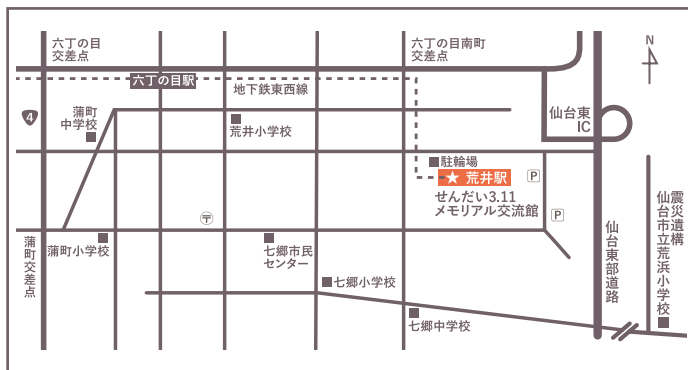 六丁の目
交差点
六丁の目南町
交差点
N
六丁の目駅
地下鉄東西線
4
蒲町
中学校
荒井小学校
仙台東
IC
駐輪場
★ 荒井駅
P
せんだい3.11
メモリアル交流館
P
〒
蒲町交差点
蒲町小学校
七郷市民
センター
七郷小学校
七郷中学校
仙台東部道路
震災遺構
仙台市立荒浜小学校